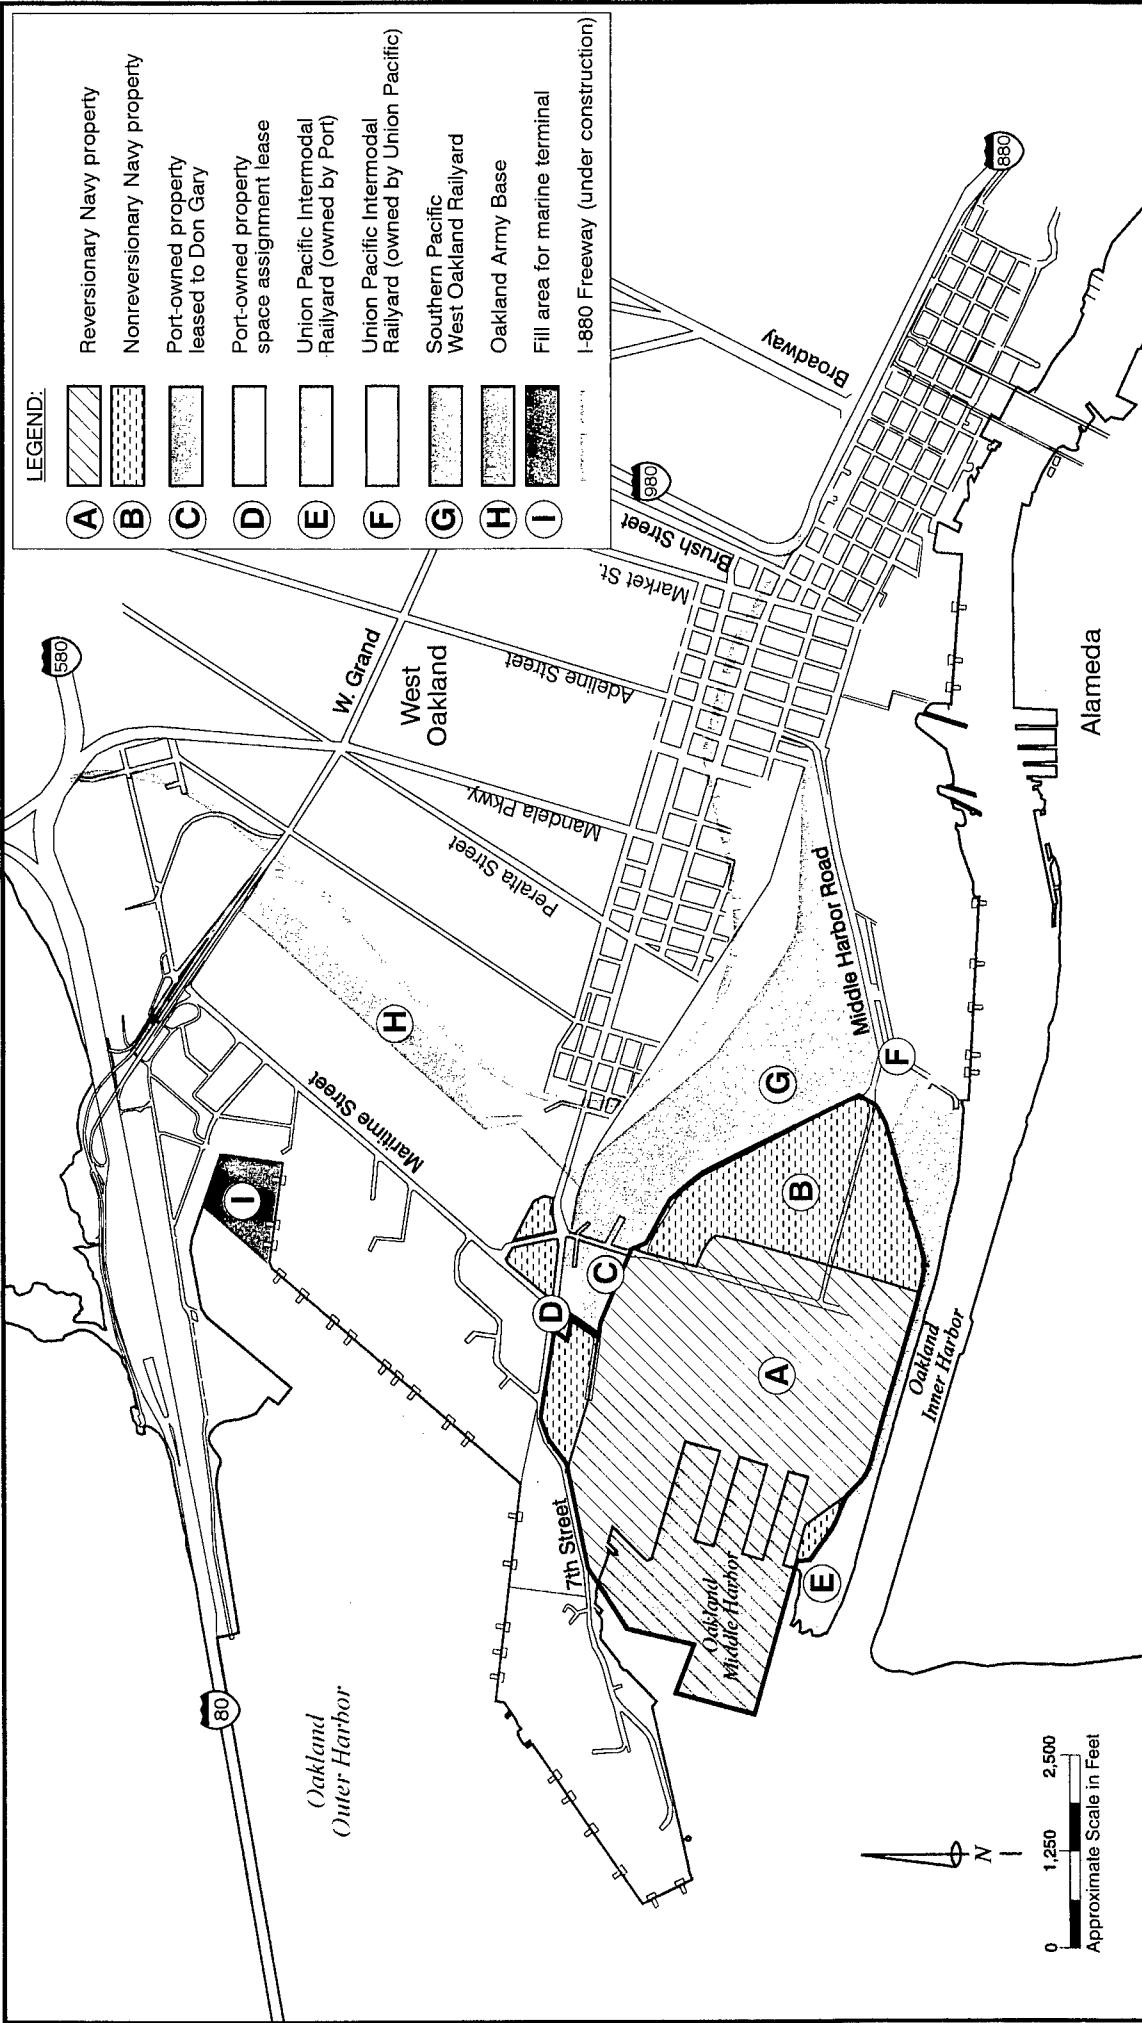 LEGEND:
A Reversionary Navy property
B Nonreversionary Navy property
C Port-owned property
leased to Don Gary
D Port-owned property
space assignment lease
E Union Pacific Intermodal
Railyard (owned by Port)
F Union Pacific Intermodal
Railyard (owned by Union Pacific)
G Southern Pacific
West Oakland Railyard
H Oakland Army Base
I Fill area for marine terminal
I-880 Freeway (under construction)
580
980
880
80
W. Grand
West
Oakland
Brush Street
Market St.
Adeline Street
Mandela Pkwy.
Peralta Street
Broadway
Maritime Street
Middle Harbor Road
7th Street
H
I
G
F
B
C
D
A
E
Oakland
Outer Harbor
Oakland
Middle Harbor
Oakland
Inner Harbor
Alameda
N
0 1,250 2,500
Approximate Scale in Feet